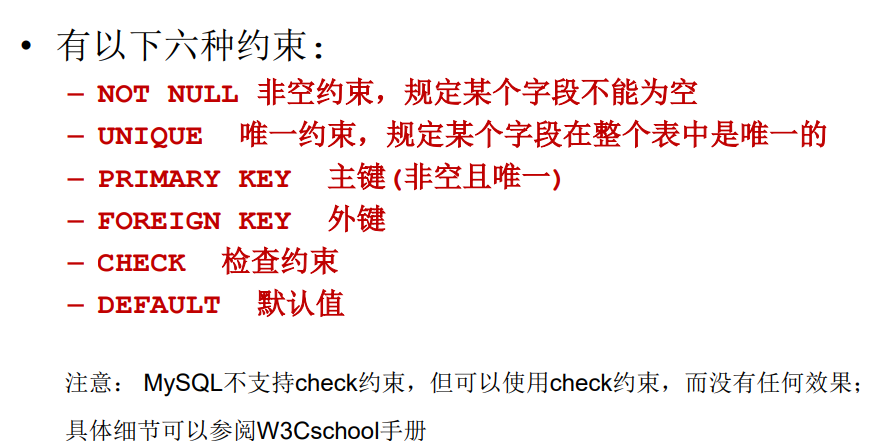 • 有以下六种约束：
– NOT NULL 非空约束，规定某个字段不能为空
– UNIQUE 唯一约束，规定某个字段在整个表中是唯一的
– PRIMARY KEY 主键(非空且唯一)
– FOREIGN KEY 外键
– CHECK 检查约束
– DEFAULT 默认值
注意： MySQL不支持check约束，但可以使用check约束，而没有任何效果；
具体细节可以参阅W3Cschool手册